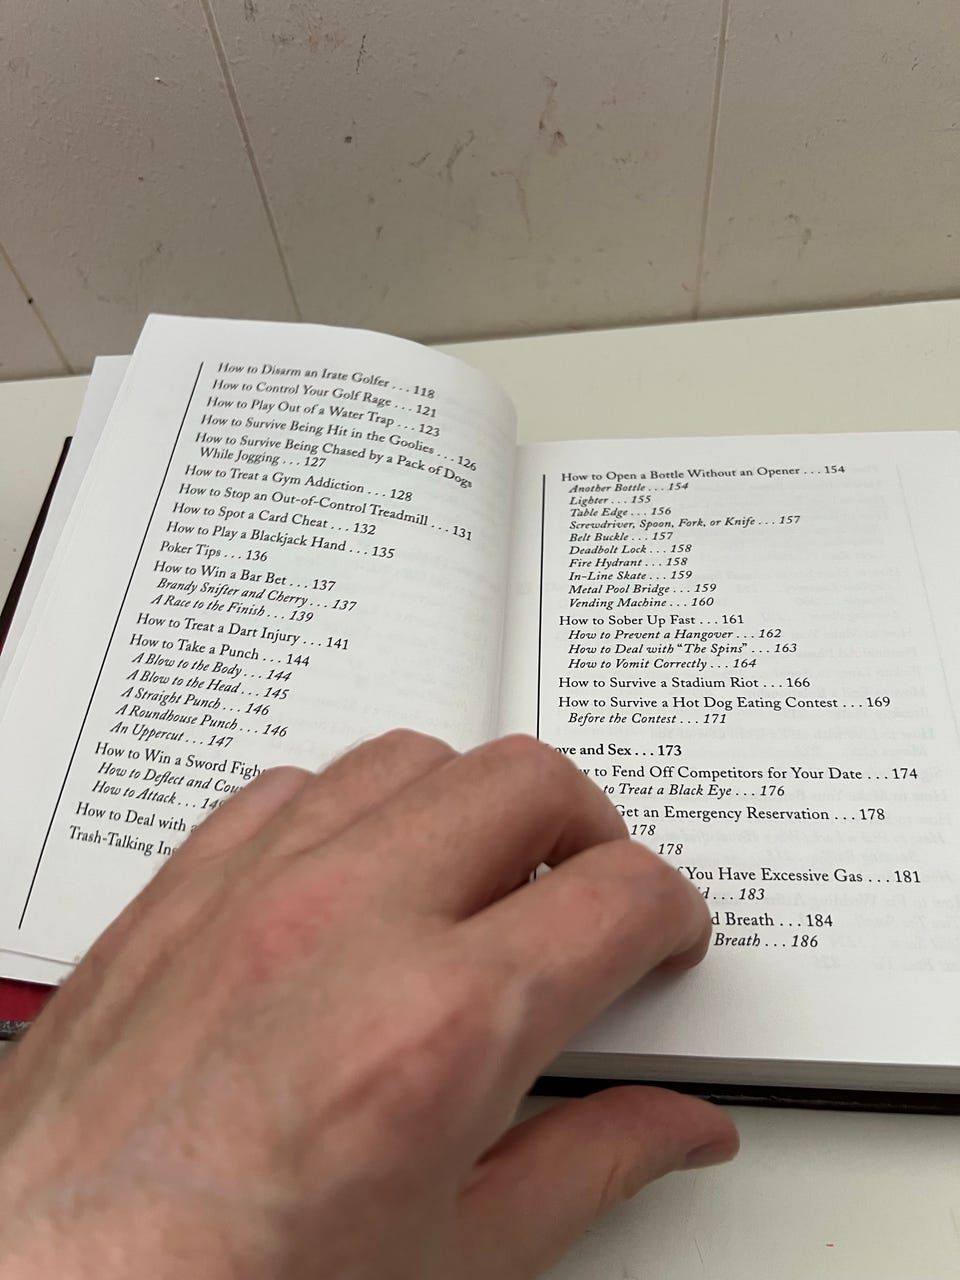 How to Disarm an Irate Golfer . . . 118
How to Control Your Golf Rage . . . 121
How to Play Out of a Water Trap . . . 123
How to Survive Being Hit in the Goolies . . . 126
How to Survive Being Chased by a Pack of Dogs
While Jogging . . . 127
How to Treat a Gym Addiction . . . 128
How to Stop an Out-of-Control Treadmill . . . 131
How to Spot a Card Cheat . . . 132
How to Play a Blackjack Hand . . . 135
Poker Tips . . . 136
How to Win a Bar Bet . . . 137
Brandy Snifter and Cherry . . . 137
A Race to the Finish . . . 139
How to Treat a Dart Injury . . . 141
How to Take a Punch . . . 144
A Blow to the Body . . . 144
A Blow to the Head . . . 145
A Straight Punch . . . 146
A Roundhouse Punch . . . 146
An Uppercut . . . 147
How to Win a Sword
How to Deflect and
How to Attack . . .
How to Deal with
Trash-Talking
How to Open a Bottle Without an Opener . . . 154
Another Bottle . . . 154
Lighter . . . 155
Table Edge . . . 156
Screwdriver, Spoon, Fork, or Knife . . . 157
Belt Buckle . . . 157
Deadbolt Lock . . . 158
Fire Hydrant . . . 158
In-Line Skate . . . 159
Metal Pool Bridge . . . 159
Vending Machine . . . 160
How to Sober Up Fast . . . 161
How to Prevent a Hangover . . . 162
How to Deal with "The Spins" . . . 163
How to Vomit Correctly . . . 164
How to Survive a Stadium Riot . . . 166
How to Survive a Hot Dog Eating Contest . . . 169
Before the Contest . . . 171
and Sex . . . 173
to Fend Off Competitors for Your Date . . . 174
to Treat a Black Eye . . . 176
Get an Emergency Reservation . . . 178
178
178
You Have Excessive Gas . . . 181
. . . 183
Breath . . . 184
Breath . . . 186